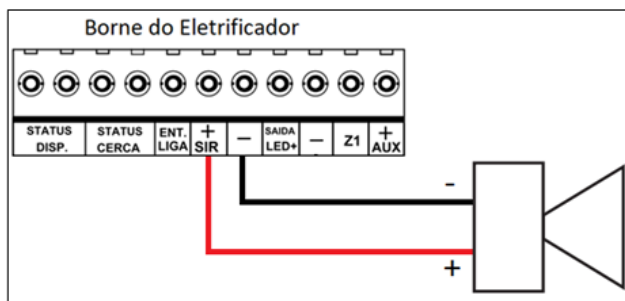 Borne do Eletrificador
STATUS DISP.
STATUS CERCA
ENT. LIGA
+ SIR
−
SAIDA LED+
−
Z1
+ AUX
-
+